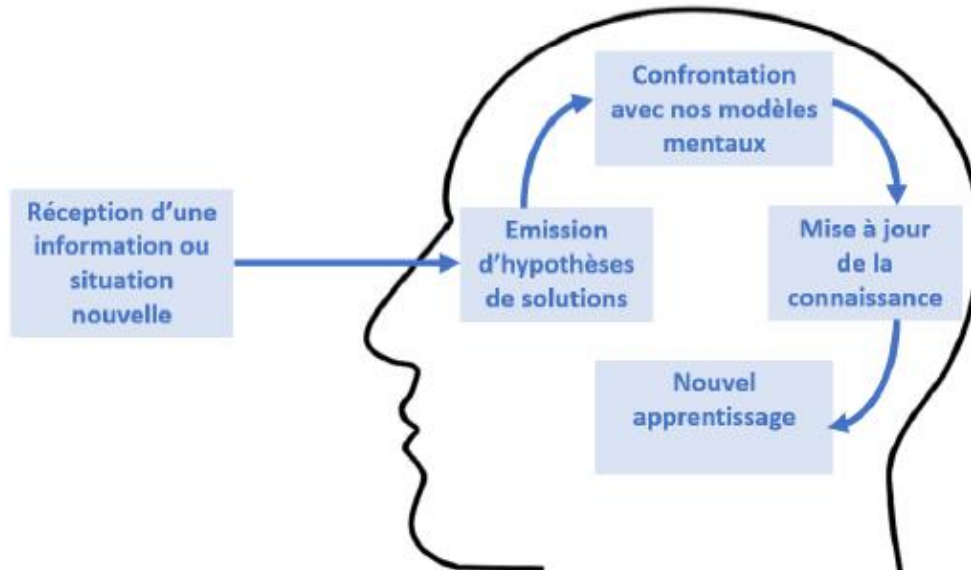 Réception d'une
information ou
situation
nouvelle
Emission
d'hypothèses
de solutions
Confrontation
avec nos modèles
mentaux
Mise à jour
de la
connaissance
Nouvel
apprentissage